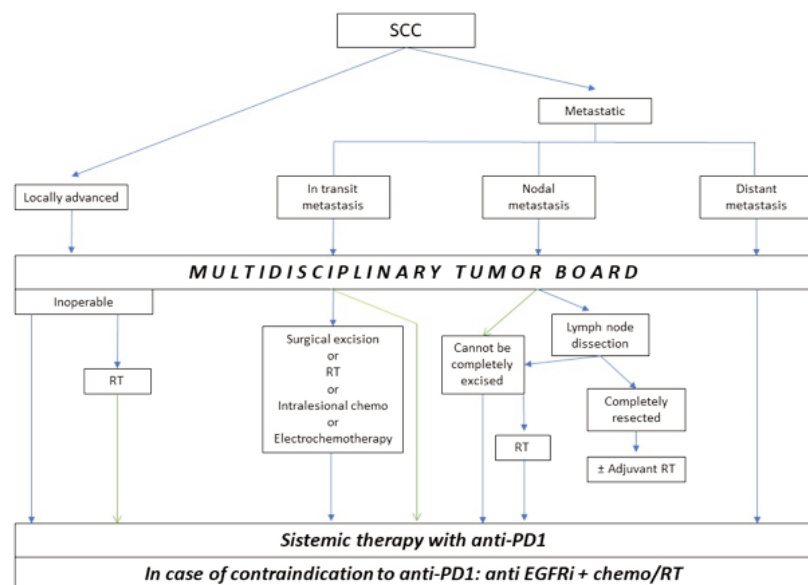 SCC
Metastatic
Locally advanced
In transit
metastasis
Nodal
metastasis
Distant
metastasis
MULTIDISCIPLINARY TUMOR BOARD
Inoperable
RT
Surgical excision
or
RT
or
Intralesional chemo
or
Electrochemotherapy
Cannot be
completely
excised
Lymph node
dissection
RT
Completely
resected
± Adjuvant RT
Sistemic therapy with anti-PD1
In case of contraindication to anti-PD1: anti EGFRi + chemo/RT